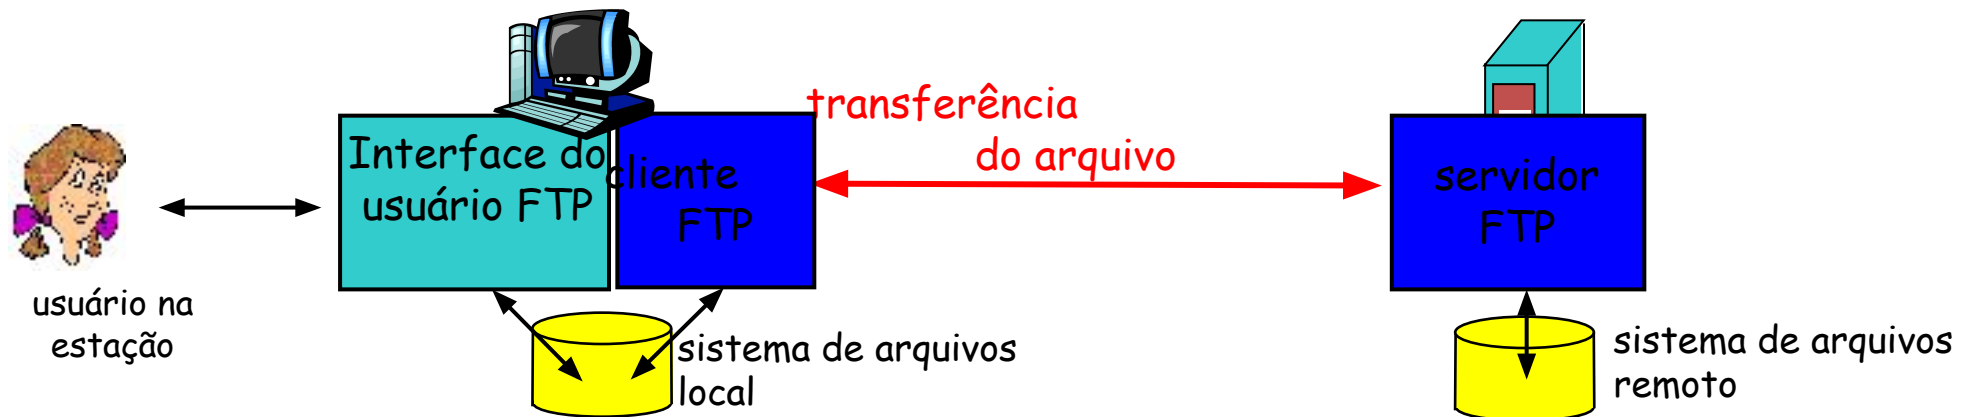 usuário na
estação
Interface do
usuário FTP
cliente
FTP
transferência
do arquivo
servidor
FTP
sistema de arquivos
local
sistema de arquivos
remoto